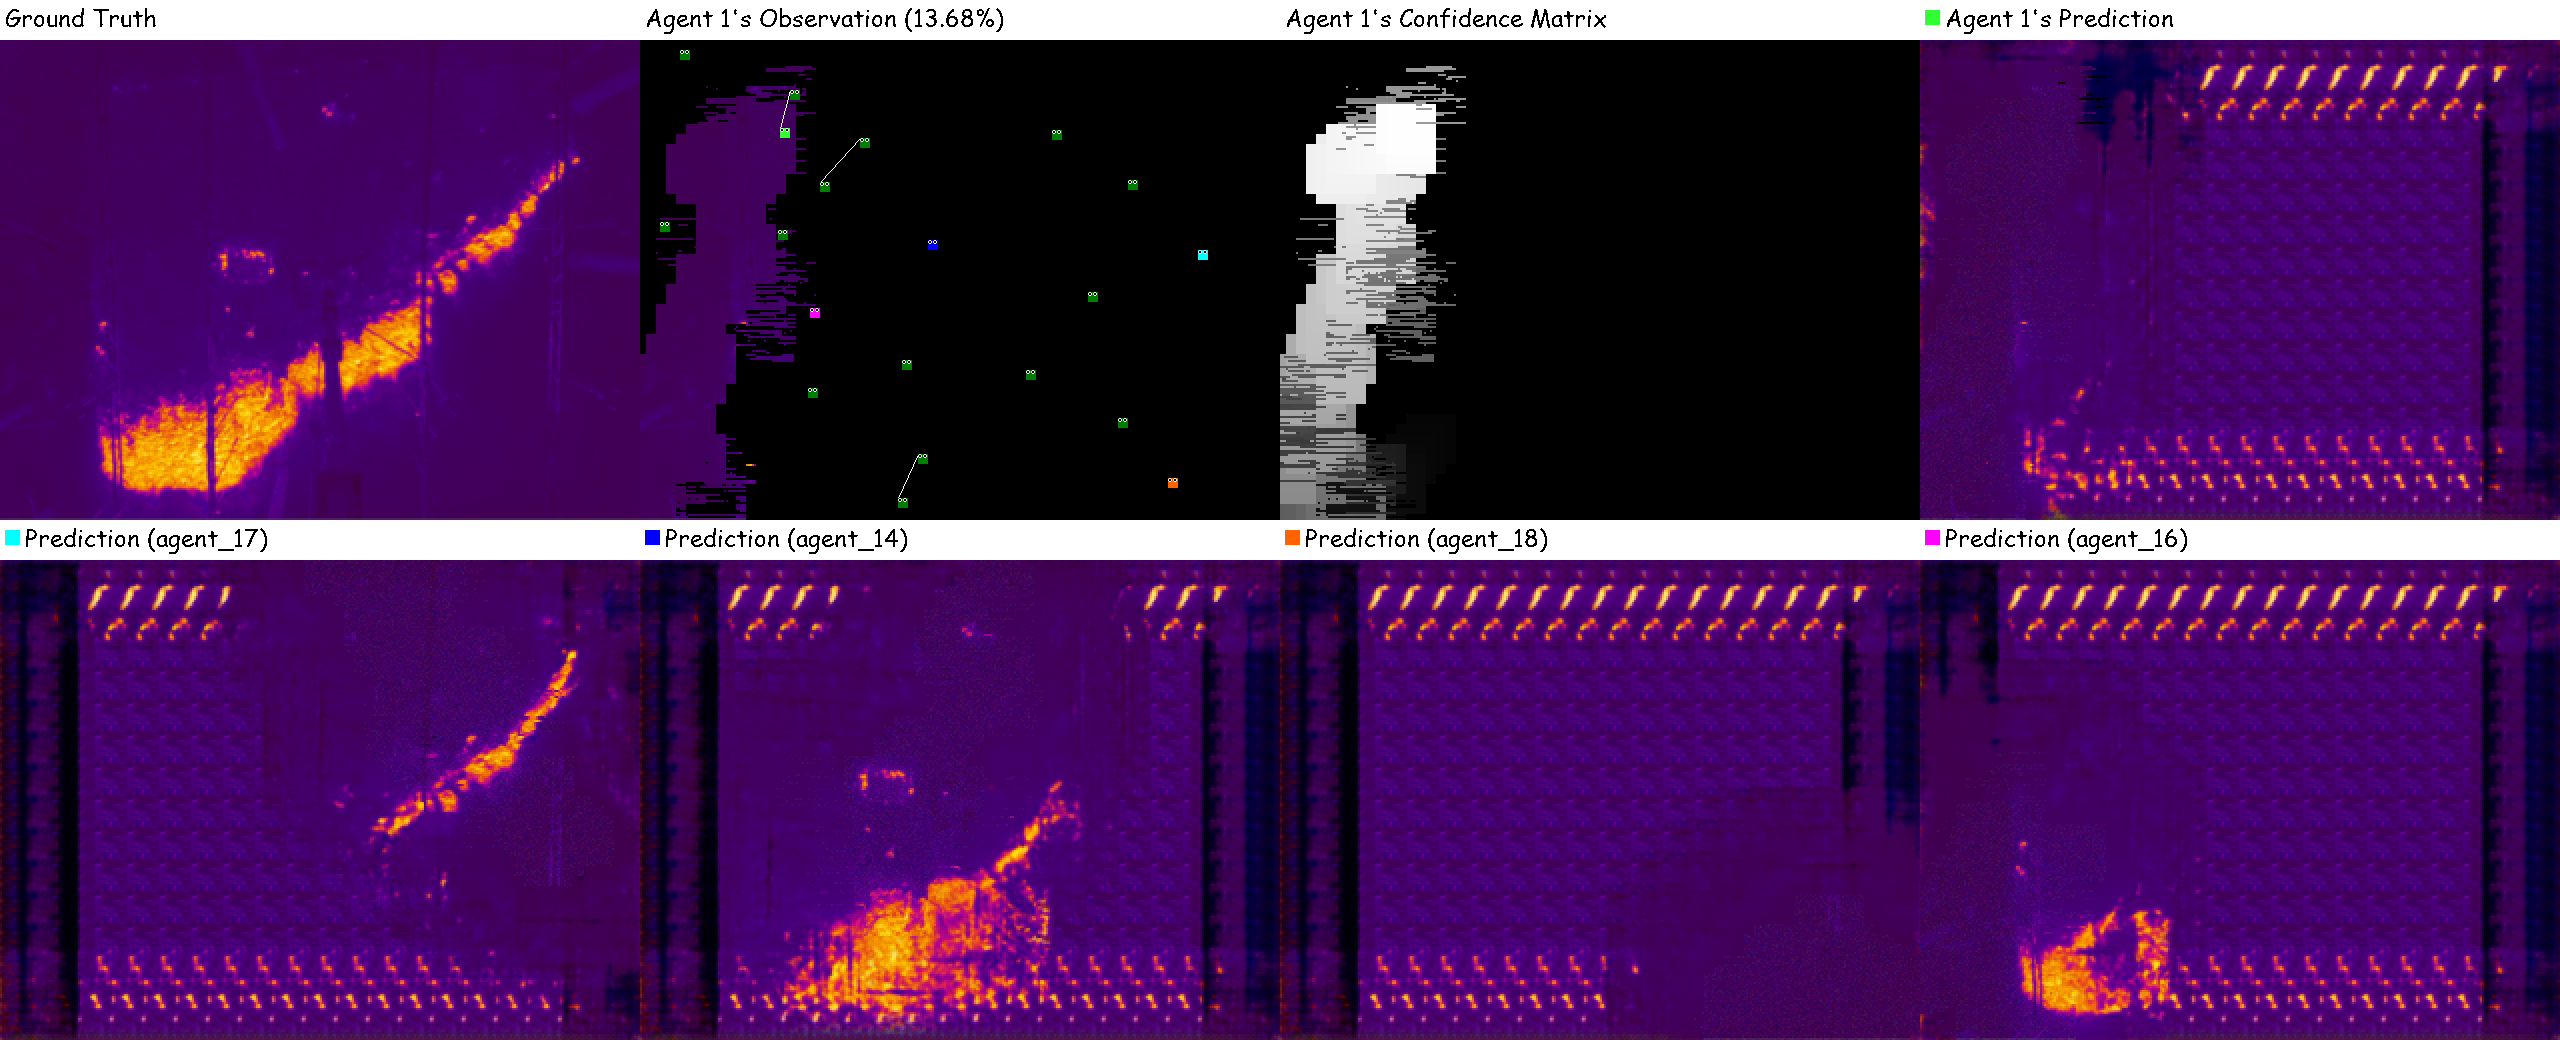 Ground Truth
Agent 1's Observation (13.68%)
Agent 1's Confidence Matrix
Agent 1's Prediction
Prediction (agent_17)
Prediction (agent_14)
Prediction (agent_18)
Prediction (agent_16)